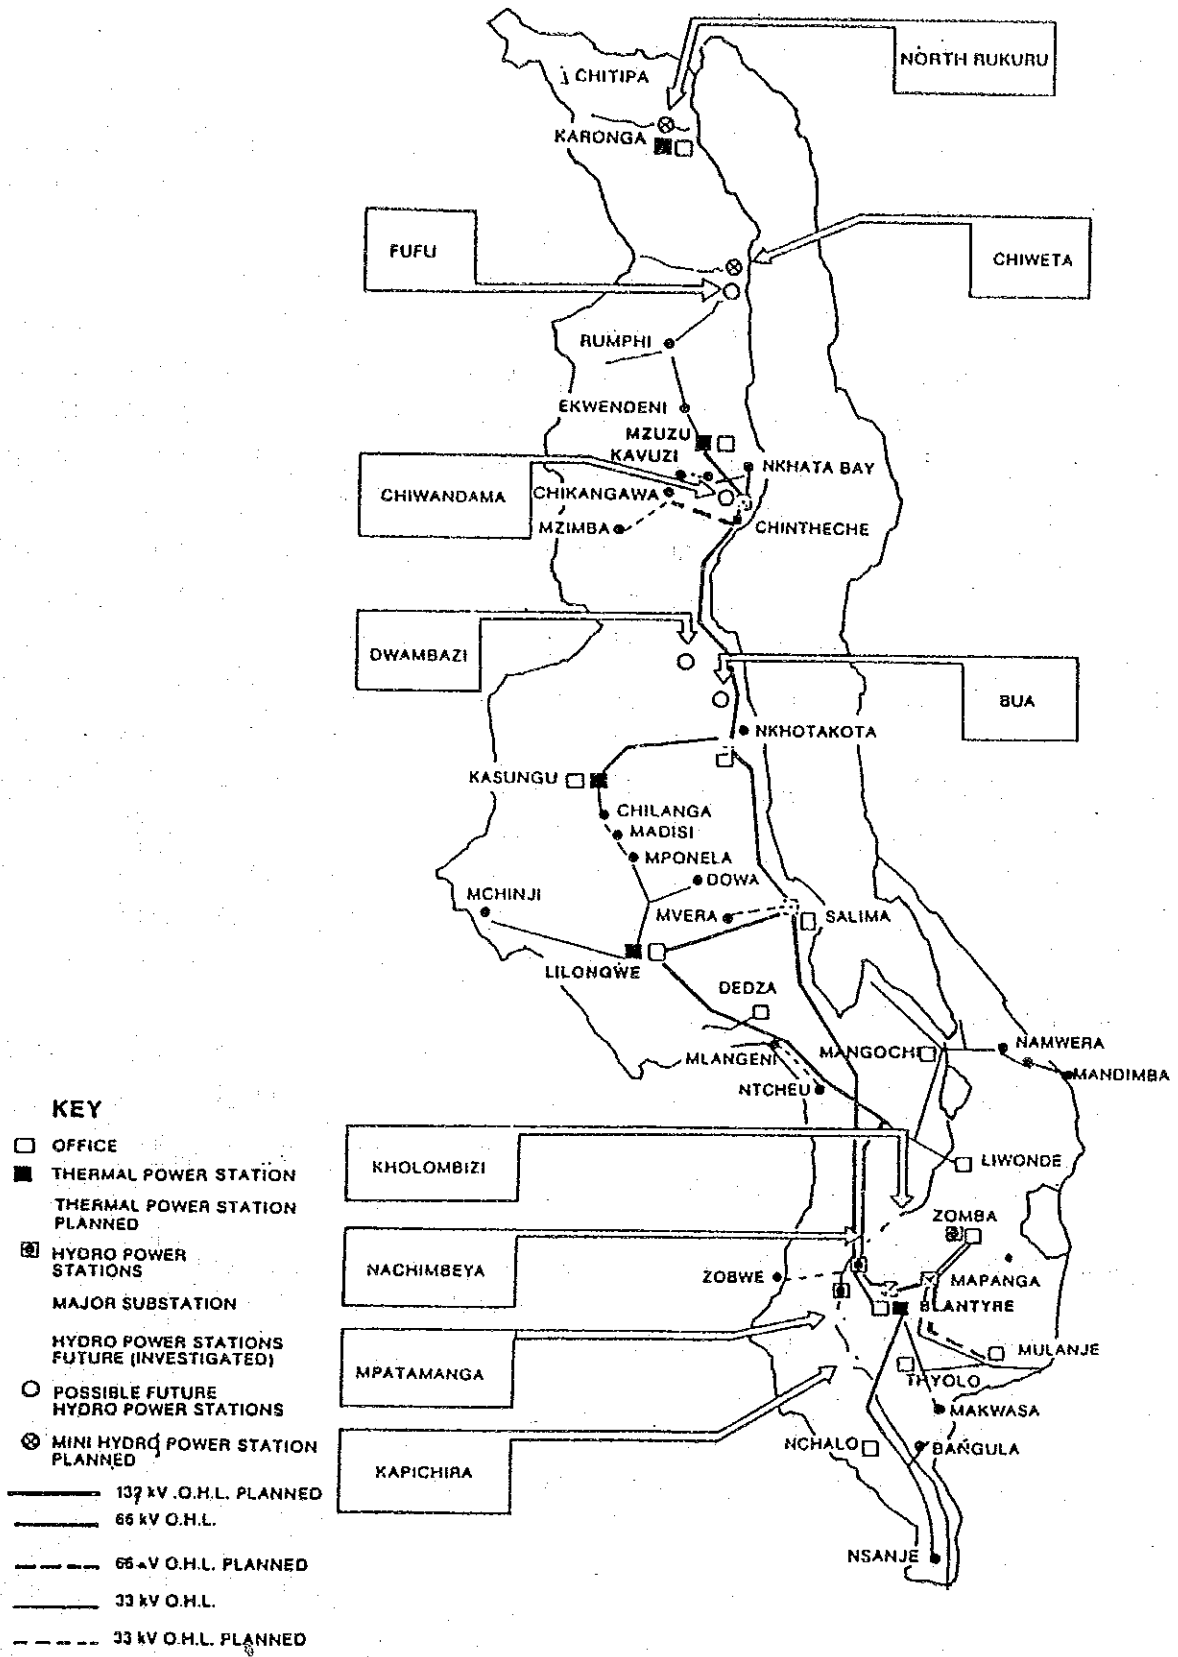 NORTH RUKURU
CHITIPA
KARONGA
FUFU
CHIWETA
RUMPHI
EKWENDENI
MZUZU
KAVUZI
NKHATA BAY
CHIWANDAMA
CHIKANGAWA
MZIMBA
CHINTHECHE
DWAMBAZI
BUA
NKHOTAKOTA
KASUNGU
CHILANGA
MADISI
MPONELA
DOWA
MCHINJI
MVERA
SALIMA
LILONGWE
DEDZA
MLANGENI
MANGOCHI
NAMWERA
MANDIMBA
NTCHEU
KHOLOMBIZI
LIWONDE
ZOMBA
NACHIMBEYA
ZOBWE
MAPANGA
BLANTYRE
MPATAMANGA
MULANJE
THYOLO
MAKWASA
KAPICHIRA
NCHALO
BANGULA
NSANJE
KEY
OFFICE
THERMAL POWER STATION
THERMAL POWER STATION
PLANNED
HYDRO POWER
STATIONS
MAJOR SUBSTATION
HYDRO POWER STATIONS
FUTURE (INVESTIGATED)
POSSIBLE FUTURE
HYDRO POWER STATIONS
MINI HYDRO POWER STATION
PLANNED
132 kV .O.H.L. PLANNED
66 kV O.H.L.
66 kV O.H.L. PLANNED
33 kV O.H.L.
33 kV O.H.L. PLANNED